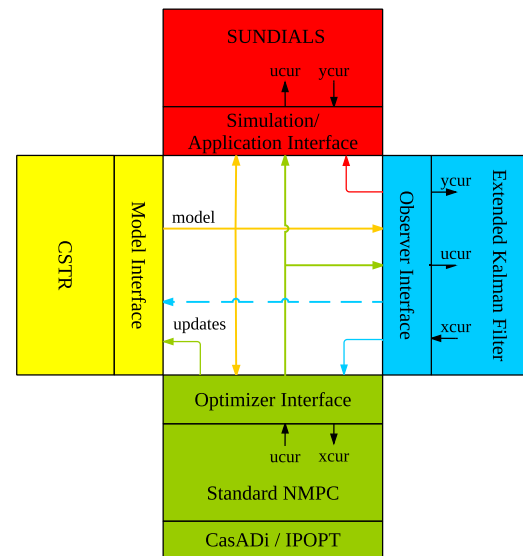 SUNDIALS
ucur ycur
Simulation/
Application Interface
CSTR
Model Interface
model
updates
Observer Interface
ycur
ucur
xcur
Extended Kalman Filter
Optimizer Interface
ucur xcur
Standard NMPC
CasADi / IPOPT